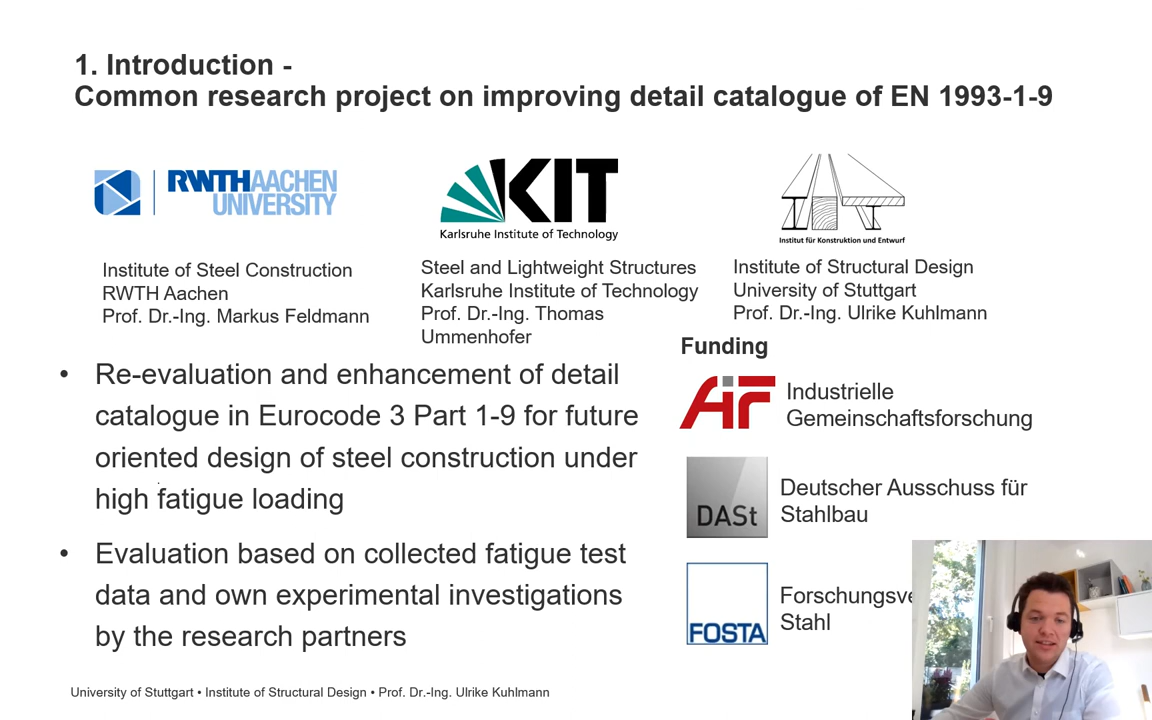 1. Introduction -
Common research project on improving detail catalogue of EN 1993-1-9
RWTHAACHEN
UNIVERSITY
KIT
Karlsruhe Institute of Technology
Institut für Konstruktion und Entwurf
Institute of Steel Construction
RWTH Aachen
Prof. Dr.-Ing. Markus Feldmann
Steel and Lightweight Structures
Karlsruhe Institute of Technology
Prof. Dr.-Ing. Thomas
Ummenhofer
Institute of Structural Design
University of Stuttgart
Prof. Dr.-Ing. Ulrike Kuhlmann
• Re-evaluation and enhancement of detail
catalogue in Eurocode 3 Part 1-9 for future
oriented design of steel construction under
high fatigue loading
• Evaluation based on collected fatigue test
data and own experimental investigations
by the research partners
Funding
AiF
Industrielle
Gemeinschaftsforschung
DASt
Deutscher Ausschuss für
Stahlbau
FOSTA
Forschungsve
Stahl
University of Stuttgart • Institute of Structural Design • Prof. Dr.-Ing. Ulrike Kuhlmann